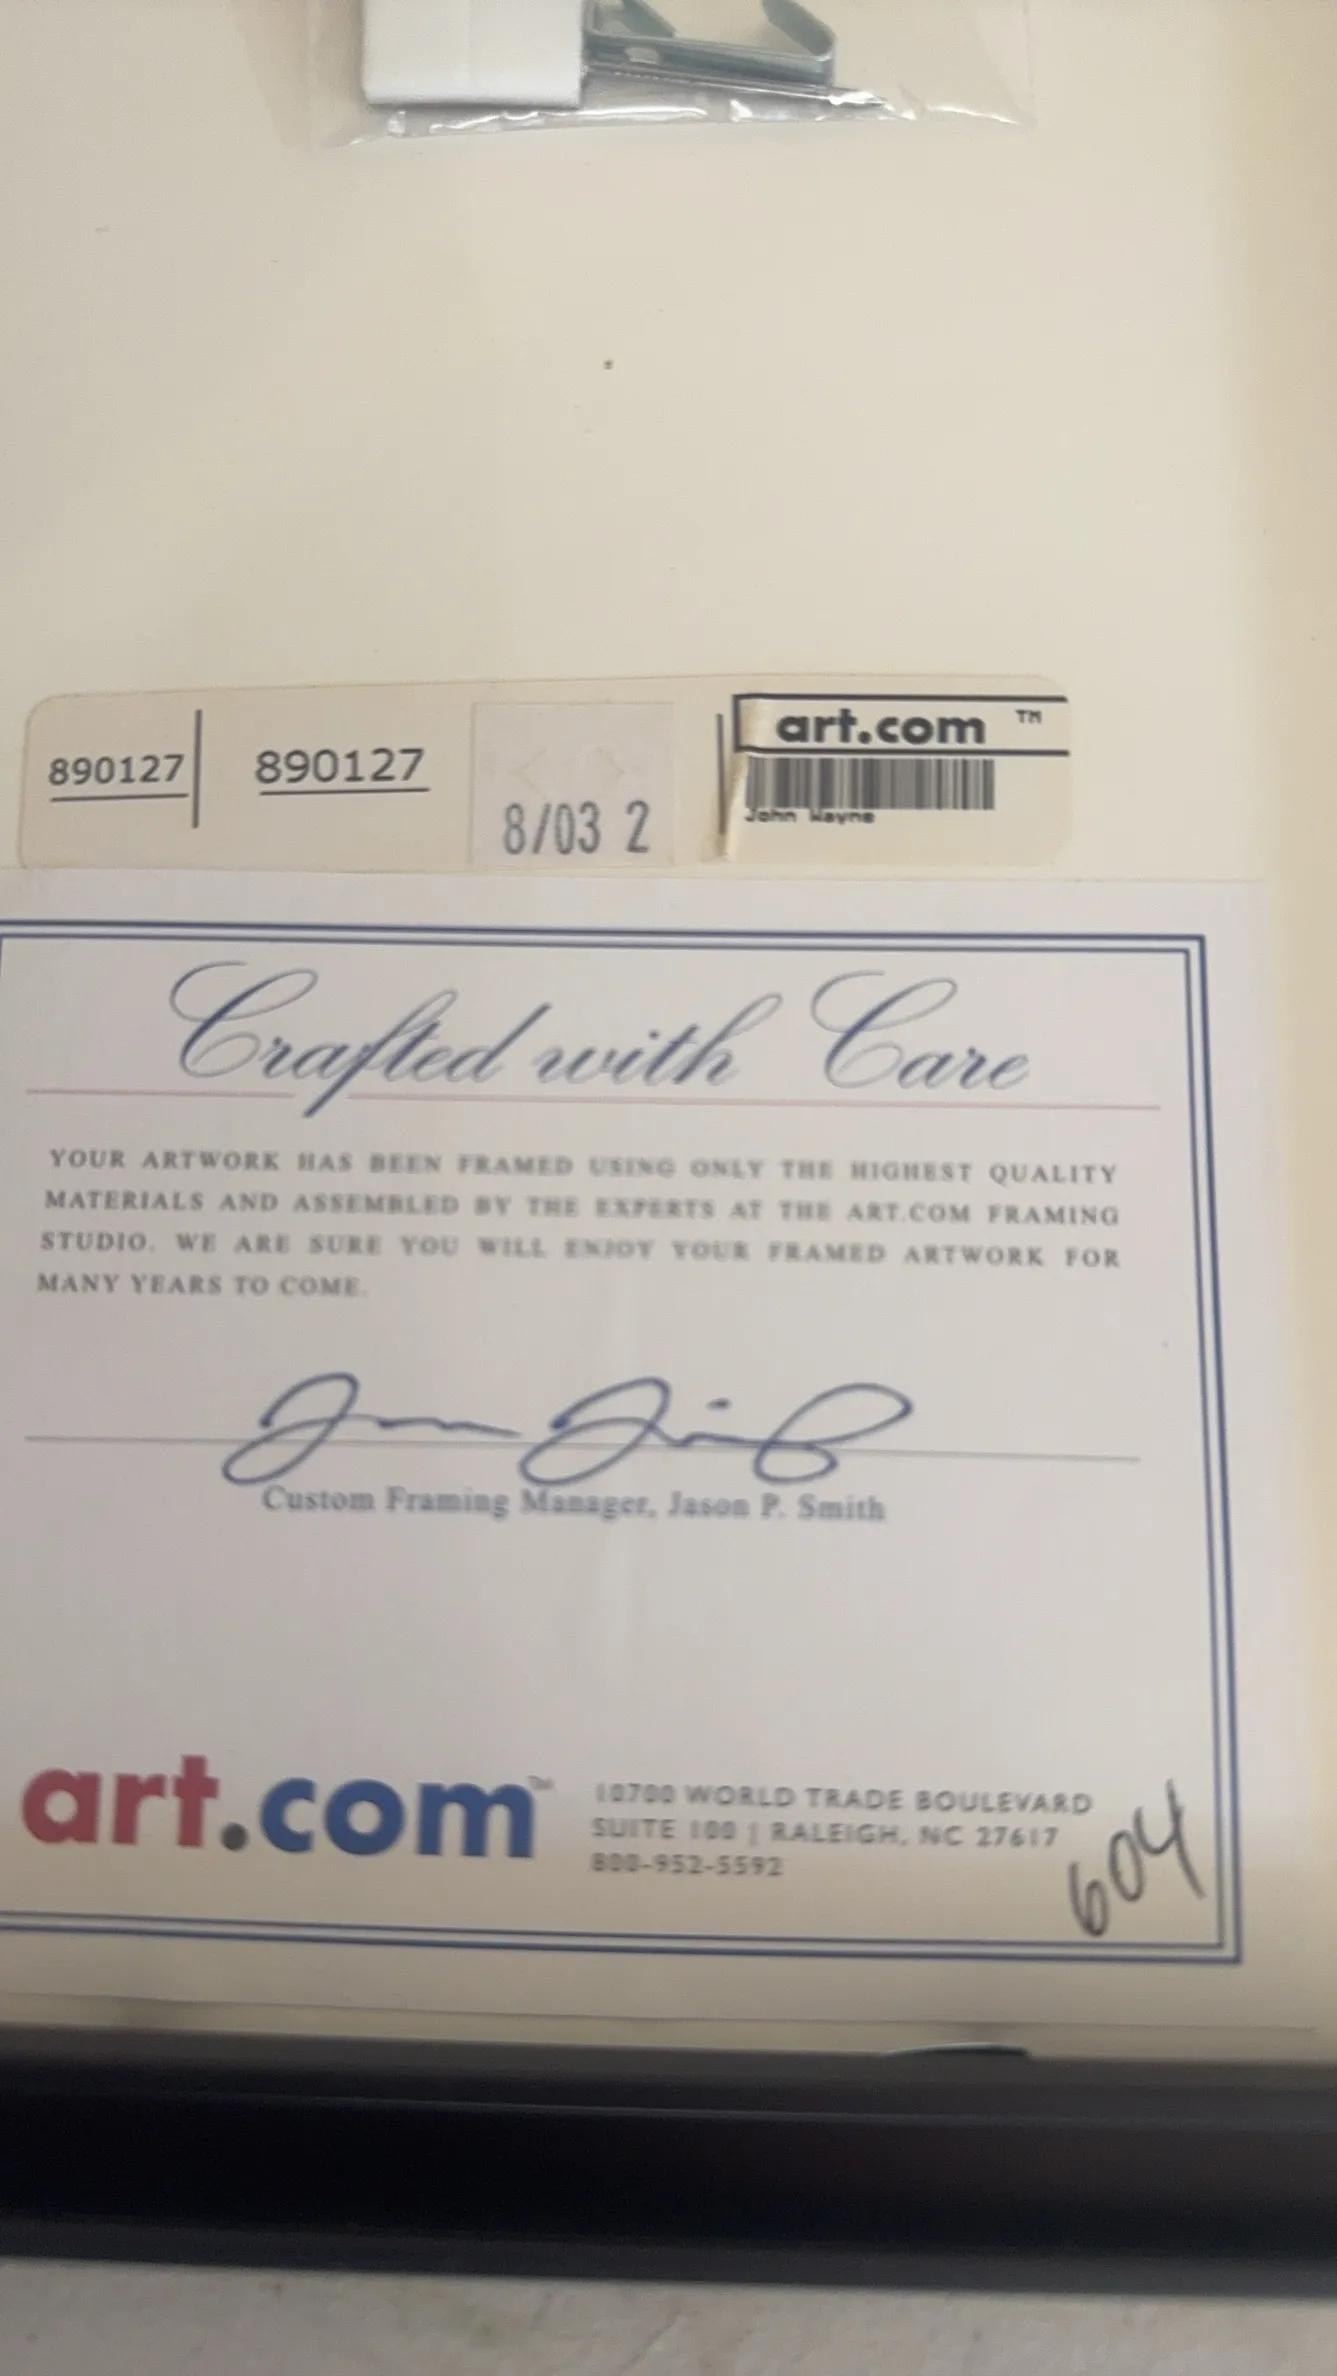 890127
890127
8/03 2
art.com ™
John Wayne
Crafted with Care
YOUR ARTWORK HAS BEEN FRAMED USING ONLY THE HIGHEST QUALITY
MATERIALS AND ASSEMBLED BY THE EXPERTS AT THE ART.COM FRAMING
STUDIO. WE ARE SURE YOU WILL ENJOY YOUR FRAMED ARTWORK FOR
MANY YEARS TO COME.
Custom Framing Manager, Jason P. Smith
art.com™
10700 WORLD TRADE BOULEVARD
SUITE 100 | RALEIGH, NC 27617
800-952-5592
604